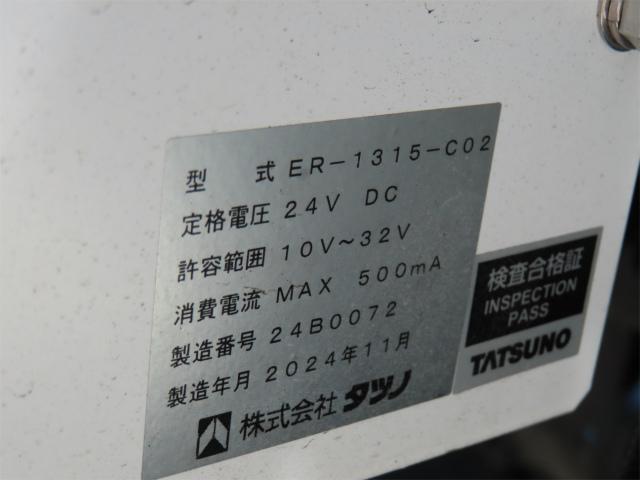 型 式 ER-1315-C02
定格電圧 24V DC
許容範囲 10V～32V
消費電流 MAX 500mA
製造番号 24B0072
製造年月 2024年11月
株式会社 タツノ
検査合格証
INSPECTION
PASS
TATSUNO